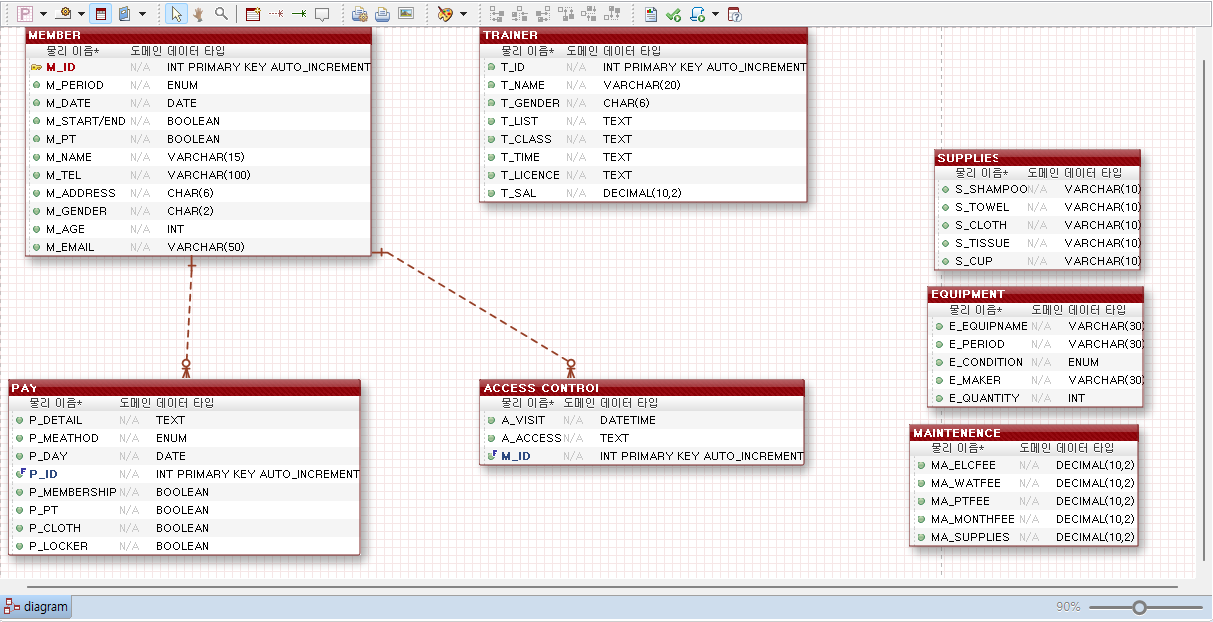 MEMBER
물리 이름* 도메인 데이터 타입
M_ID N/A INT PRIMARY KEY AUTO_INCREMENT
M_PERIOD N/A ENUM
M_DATE N/A DATE
M_START/END N/A BOOLEAN
M_PT N/A BOOLEAN
M_NAME N/A VARCHAR(15)
M_TEL N/A VARCHAR(100)
M_ADDRESS N/A CHAR(6)
M_GENDER N/A CHAR(2)
M_AGE N/A INT
M_EMAIL N/A VARCHAR(50)
TRAINER
물리 이름* 도메인 데이터 타입
T_ID N/A INT PRIMARY KEY AUTO_INCREMENT
T_NAME N/A VARCHAR(20)
T_GENDER N/A CHAR(6)
T_LIST N/A TEXT
T_CLASS N/A TEXT
T_TIME N/A TEXT
T_LICENCE N/A TEXT
T_SAL N/A DECIMAL(10,2)
SUPPLIES
물리 이름* 도메인 데이터 타입
S_SHAMPOO N/A VARCHAR(10)
S_TOWEL N/A VARCHAR(10)
S_CLOTH N/A VARCHAR(10)
S_TISSUE N/A VARCHAR(10)
S_CUP N/A VARCHAR(10)
EQUIPMENT
물리 이름* 도메인 데이터 타입
E_EQUIPNAME N/A VARCHAR(30)
E_PERIOD N/A VARCHAR(30)
E_CONDITION N/A ENUM
E_MAKER N/A VARCHAR(30)
E_QUANTITY N/A INT
PAY
물리 이름* 도메인 데이터 타입
P_DETAIL N/A TEXT
P_MEATHOD N/A ENUM
P_DAY N/A DATE
P_ID N/A INT PRIMARY KEY AUTO_INCREMENT
P_MEMBERSHIP N/A BOOLEAN
P_PT N/A BOOLEAN
P_CLOTH N/A BOOLEAN
P_LOCKER N/A BOOLEAN
ACCESS CONTROL
물리 이름* 도메인 데이터 타입
A_VISIT N/A DATETIME
A_ACCESS N/A TEXT
M_ID N/A INT PRIMARY KEY AUTO_INCREMENT
MAINTENENCE
물리 이름* 도메인 데이터 타입
MA_ELCFEE N/A DECIMAL(10,2)
MA_WATFEE N/A DECIMAL(10,2)
MA_PTFEE N/A DECIMAL(10,2)
MA_MONTHFEE N/A DECIMAL(10,2)
MA_SUPPLIES N/A DECIMAL(10,2)
diagram
90%